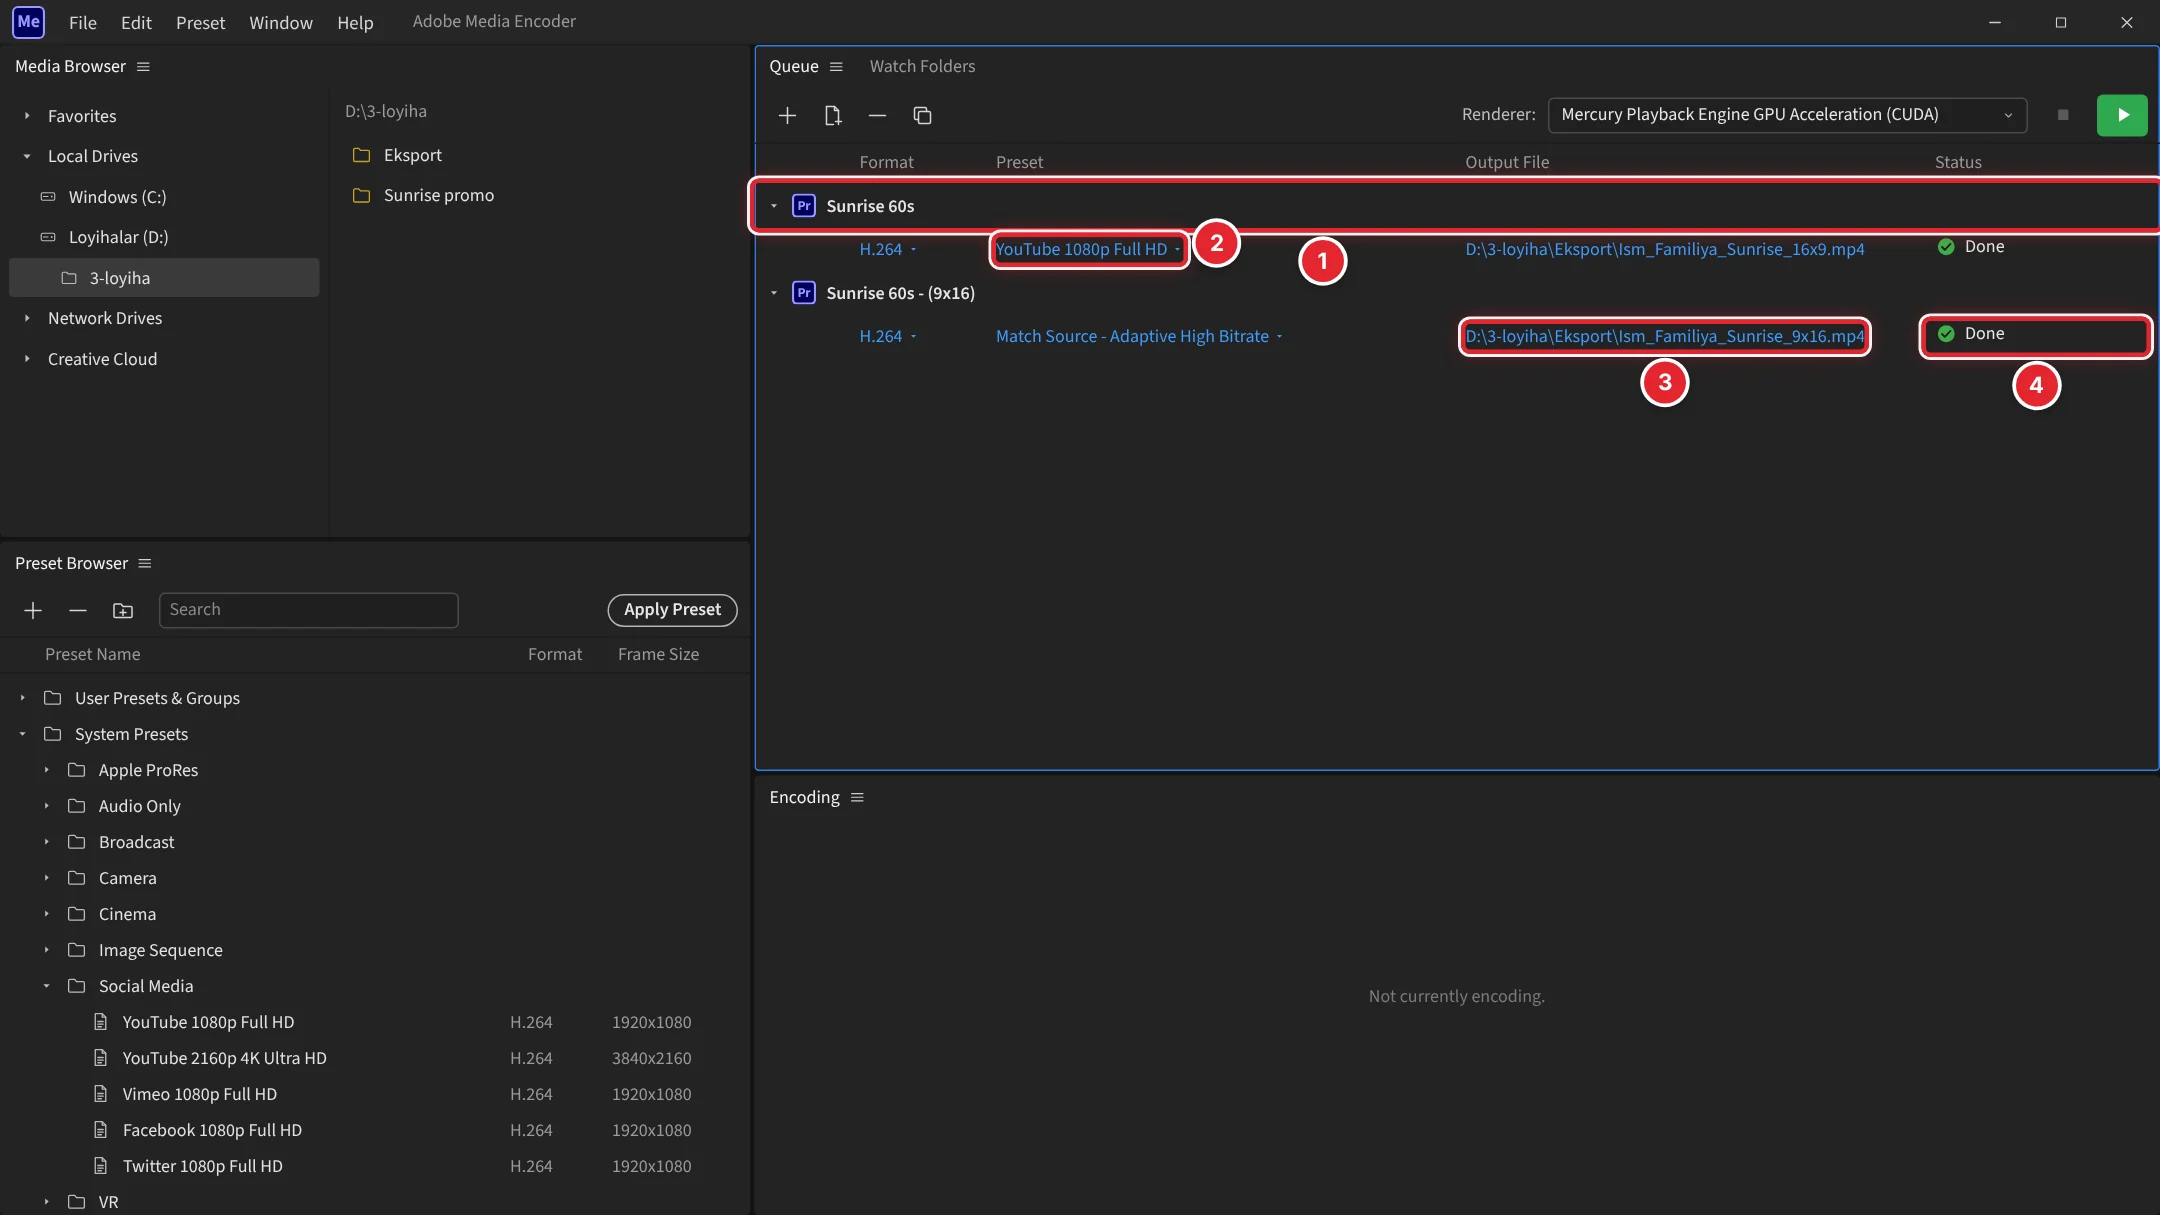 Me File Edit Preset Window Help Adobe Media Encoder
Media Browser
Favorites
Local Drives
Windows (C:)
Loyihalar (D:)
3-loyiha
Network Drives
Creative Cloud
D:\3-loyiha
Eksport
Sunrise promo
Queue Watch Folders
Renderer: Mercury Playback Engine GPU Acceleration (CUDA)
Format Preset Output File Status
Pr Sunrise 60s
H.264 YouTube 1080p Full HD D:\3-loyiha\Eksport\Ism_Familiya_Sunrise_16x9.mp4 Done
2
1
Pr Sunrise 60s - (9x16)
H.264 Match Source - Adaptive High Bitrate D:\3-loyiha\Eksport\Ism_Familiya_Sunrise_9x16.mp4 Done
3
4
Preset Browser
Search Apply Preset
Preset Name Format Frame Size
User Presets & Groups
System Presets
Apple ProRes
Audio Only
Broadcast
Camera
Cinema
Image Sequence
Social Media
YouTube 1080p Full HD H.264 1920x1080
YouTube 2160p 4K Ultra HD H.264 3840x2160
Vimeo 1080p Full HD H.264 1920x1080
Facebook 1080p Full HD H.264 1920x1080
Twitter 1080p Full HD H.264 1920x1080
VR
Encoding
Not currently encoding.